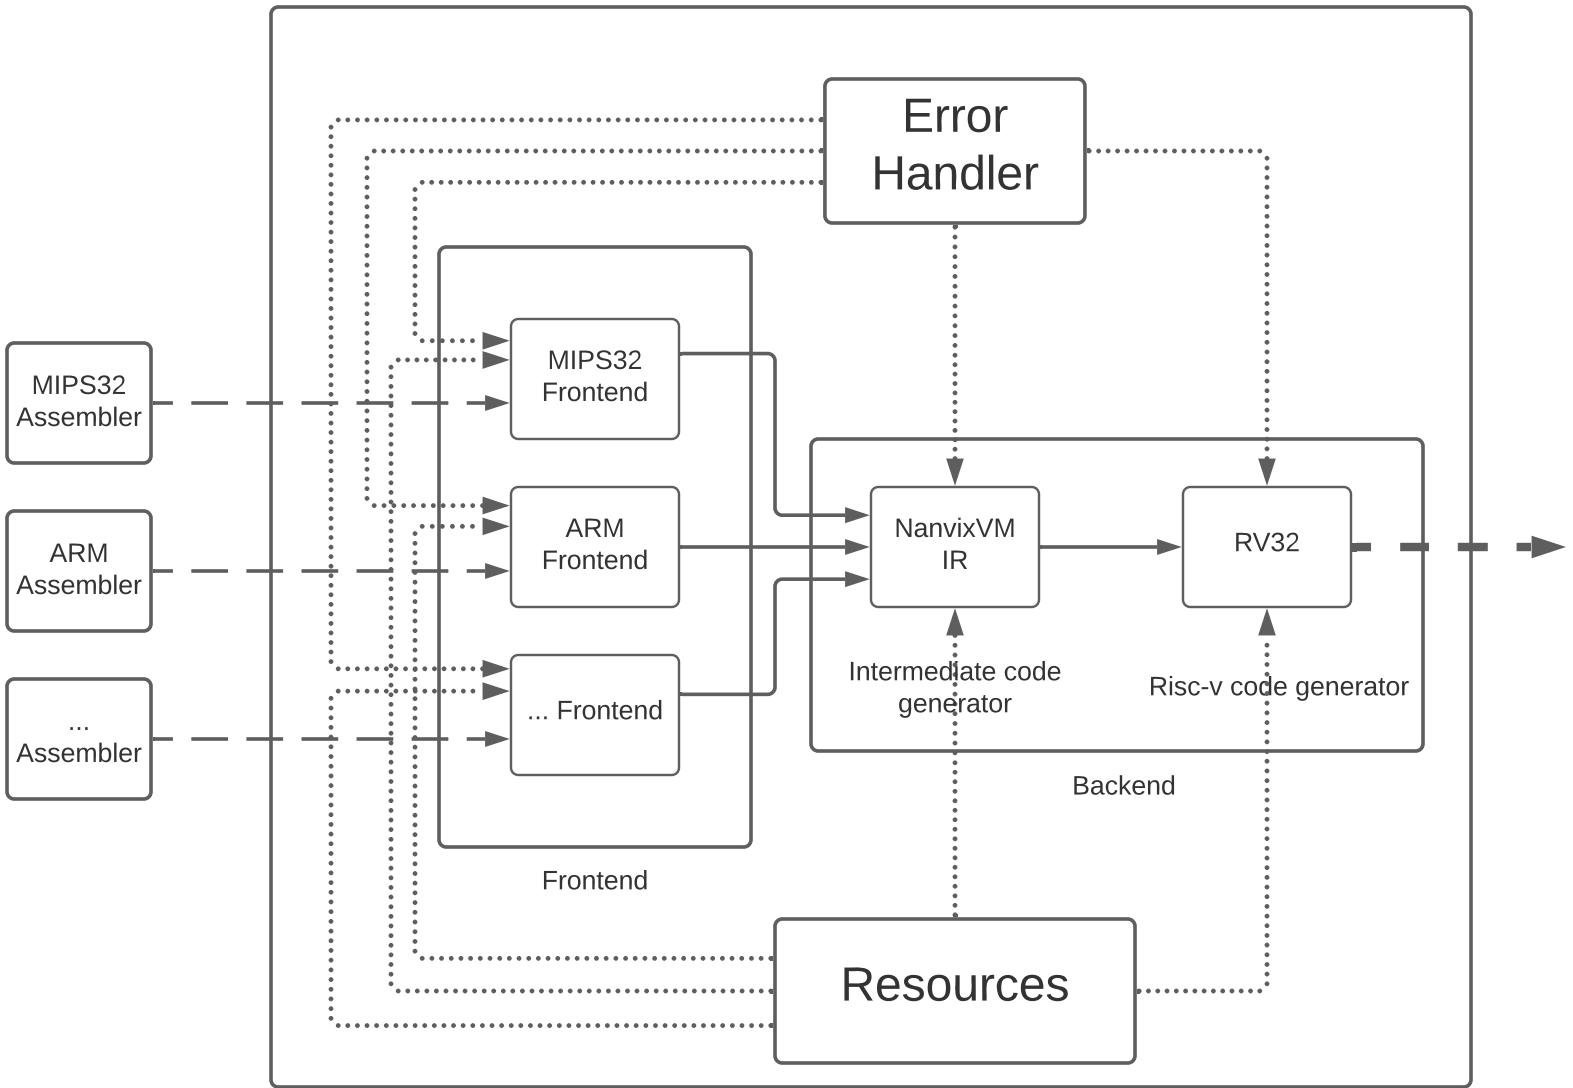 Error
Handler
MIPS32
Assembler
MIPS32
Frontend
ARM
Assembler
ARM
Frontend
NanvixVM
IR
RV32
...
Assembler
... Frontend
Intermediate code
generator
Risc-v code generator
Backend
Frontend
Resources